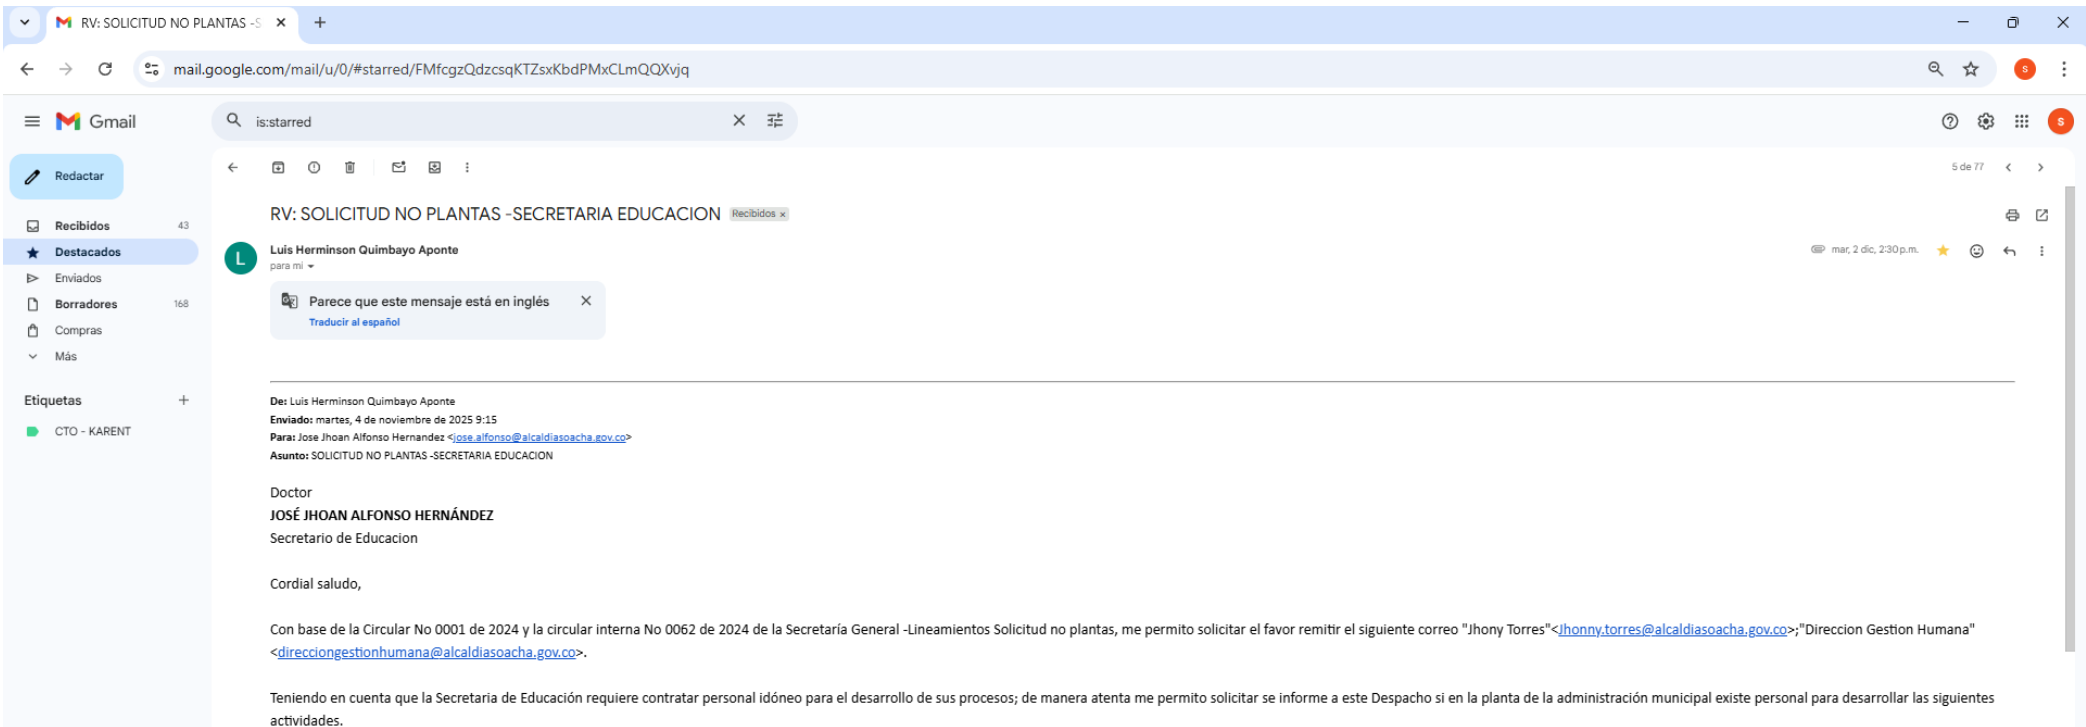 RV: SOLICITUD NO PLANTAS -S
mail.google.com/mail/u/0/#starred/FMfcgzQdzcsqKTZsxKbdPMxCLmQQXvjq
S
Gmail
is:starred
S
Redactar
5 de 77
RV: SOLICITUD NO PLANTAS -SECRETARIA EDUCACION Recibidos x
Recibidos 43
Destacados
Enviados
Borradores 168
Compras
Más
Etiquetas +
CTO - KARENT
L
Luis Herminson Quimbayo Aponte
mar, 2 dic, 2:30 p.m.
para mi
Parece que este mensaje está en inglés
Traducir al español
De: Luis Herminson Quimbayo Aponte
Enviado: martes, 4 de noviembre de 2025 9:15
Para: Jose Jhoan Alfonso Hernandez <jose.alfonso@alcaldiasoacha.gov.co>
Asunto: SOLICITUD NO PLANTAS -SECRETARIA EDUCACION
Doctor
JOSÉ JHOAN ALFONSO HERNÁNDEZ
Secretario de Educacion
Cordial saludo,
Con base de la Circular No 0001 de 2024 y la circular interna No 0062 de 2024 de la Secretaría General -Lineamientos Solicitud no plantas, me permito solicitar el favor remitir el siguiente correo "Jhony Torres"<Jhonny.torres@alcaldiasoacha.gov.co>;"Direccion Gestion Humana"
<direcciongestionhumana@alcaldiasoacha.gov.co>.
Teniendo en cuenta que la Secretaria de Educación requiere contratar personal idóneo para el desarrollo de sus procesos; de manera atenta me permito solicitar se informe a este Despacho si en la planta de la administración municipal existe personal para desarrollar las siguientes
actividades.